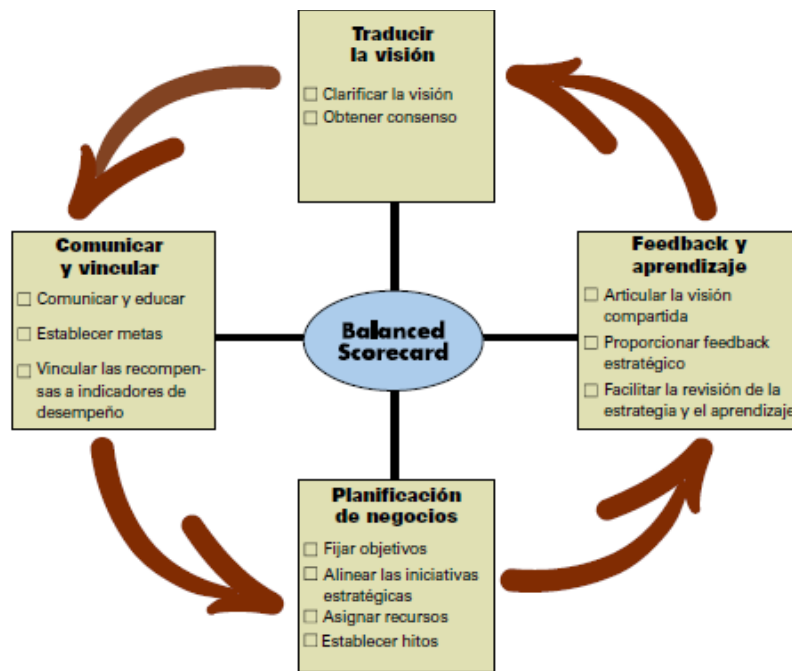 Traducir
la visión
☐ Clarificar la visión
☐ Obtener consenso
Comunicar
y vincular
☐ Comunicar y educar
☐ Establecer metas
☐ Vincular las recompen-
sas a indicadores de
desempeño
Balanced
Scorecard
Feedback y
aprendizaje
☐ Articular la visión
compartida
☐ Proporcionar feedback
estratégico
☐ Facilitar la revisión de la
estrategia y el aprendizaje
Planificación
de negocios
☐ Fijar objetivos
☐ Alinear las iniciativas
estratégicas
☐ Asignar recursos
☐ Establecer hitos